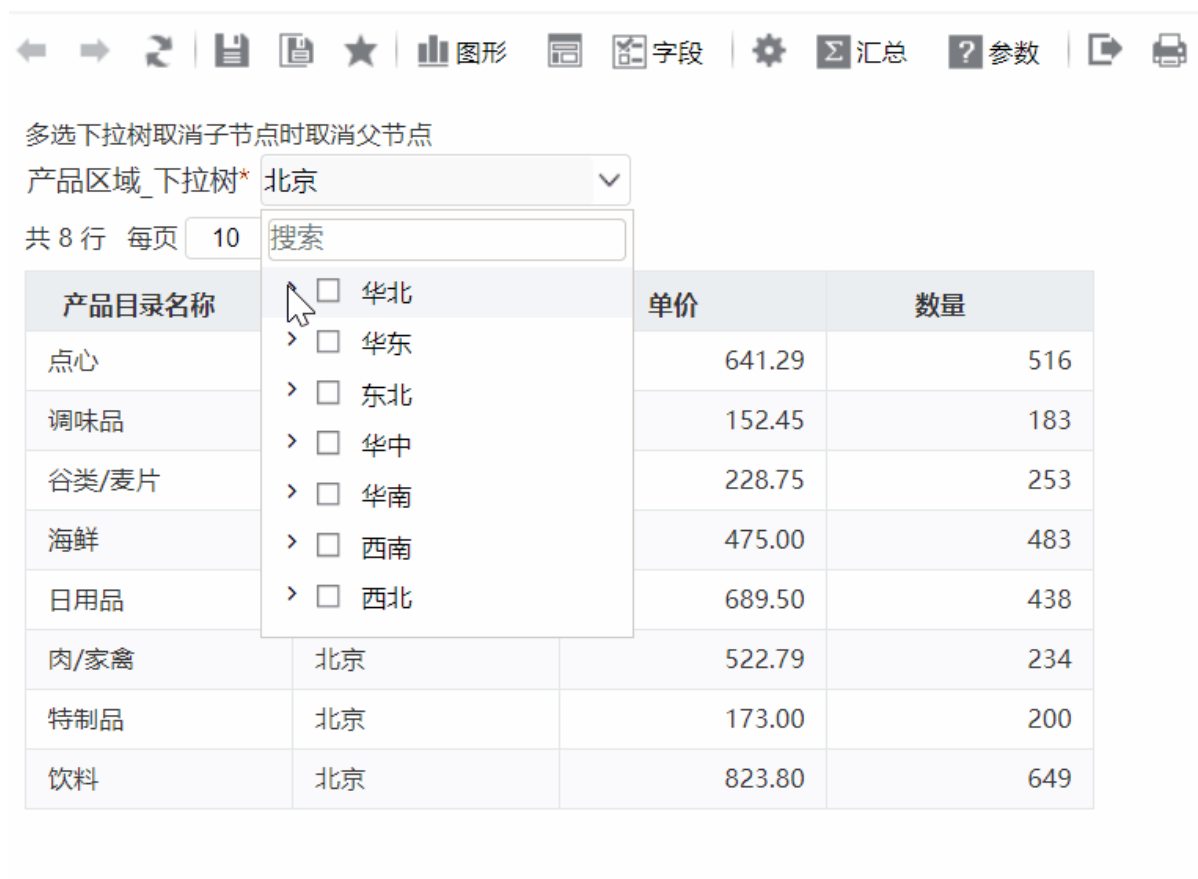 图形 字段 Σ 汇总 ? 参数
多选下拉树取消子节点时取消父节点
产品区域_下拉树* 北京
共 8 行 每页 10
搜索
华北
华东
东北
华中
华南
西南
西北
产品目录名称 单价 数量
点心 641.29 516
调味品 152.45 183
谷类/麦片 228.75 253
海鲜 475.00 483
日用品 689.50 438
肉/家禽 北京 522.79 234
特制品 北京 173.00 200
饮料 北京 823.80 649